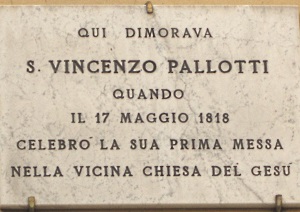 QUI DIMORAVA
S. VINCENZO PALLOTTI
QUANDO
IL 17 MAGGIO 1818
CELEBRÒ LA SUA PRIMA MESSA
NELLA VICINA CHIESA DEL GESÙ